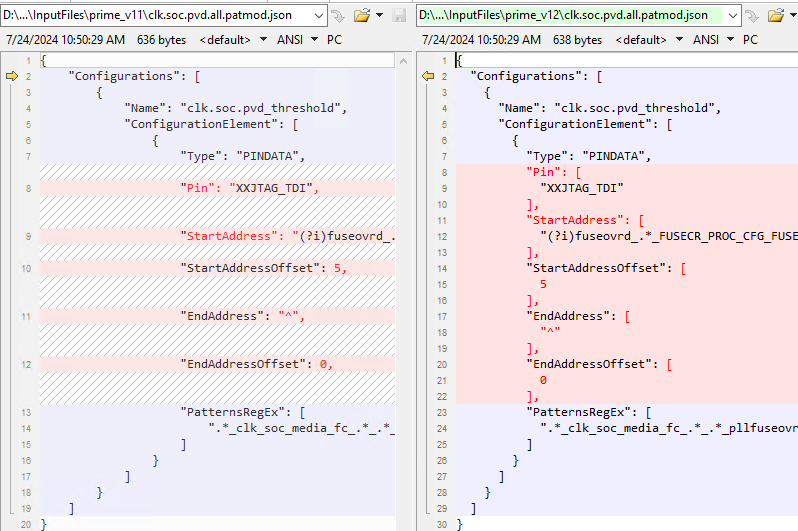 D:\...\InputFiles\prime_v11\clk.soc.pvd.all.patmod.json
7/24/2024 10:50:29 AM 636 bytes <default> ANSI PC
1 {
2 "Configurations": [
3 {
4 "Name": "clk.soc.pvd_threshold",
5 "ConfigurationElement": [
6 {
7 "Type": "PINDATA",
8 "Pin": "XXJTAG_TDI",
9 "StartAddress": "(?i)fuseovrd_.
10 "StartAddressOffset": 5,
11 "EndAddress": "^",
12 "EndAddressOffset": 0,
13 "PatternsRegEx": [
14 ".*_clk_soc_media_fc_.*_.*_
15 ]
16 }
17 ]
18 }
19 ]
20 }
D:\...\InputFiles\prime_v12\clk.soc.pvd.all.patmod.json
7/24/2024 10:50:29 AM 638 bytes <default> ANSI PC
1 {
2 "Configurations": [
3 {
4 "Name": "clk.soc.pvd_threshold",
5 "ConfigurationElement": [
6 {
7 "Type": "PINDATA",
8 "Pin": [
9 "XXJTAG_TDI"
10 ],
11 "StartAddress": [
12 "(?i)fuseovrd_.*_FUSECR_PROC_CFG_FUSE
13 ],
14 "StartAddressOffset": [
15 5
16 ],
17 "EndAddress": [
18 "^"
19 ],
20 "EndAddressOffset": [
21 0
22 ],
23 "PatternsRegEx": [
24 ".*_clk_soc_media_fc_.*_.*_pllfuseovr
25 ]
26 }
27 ]
28 }
29 ]
30 }